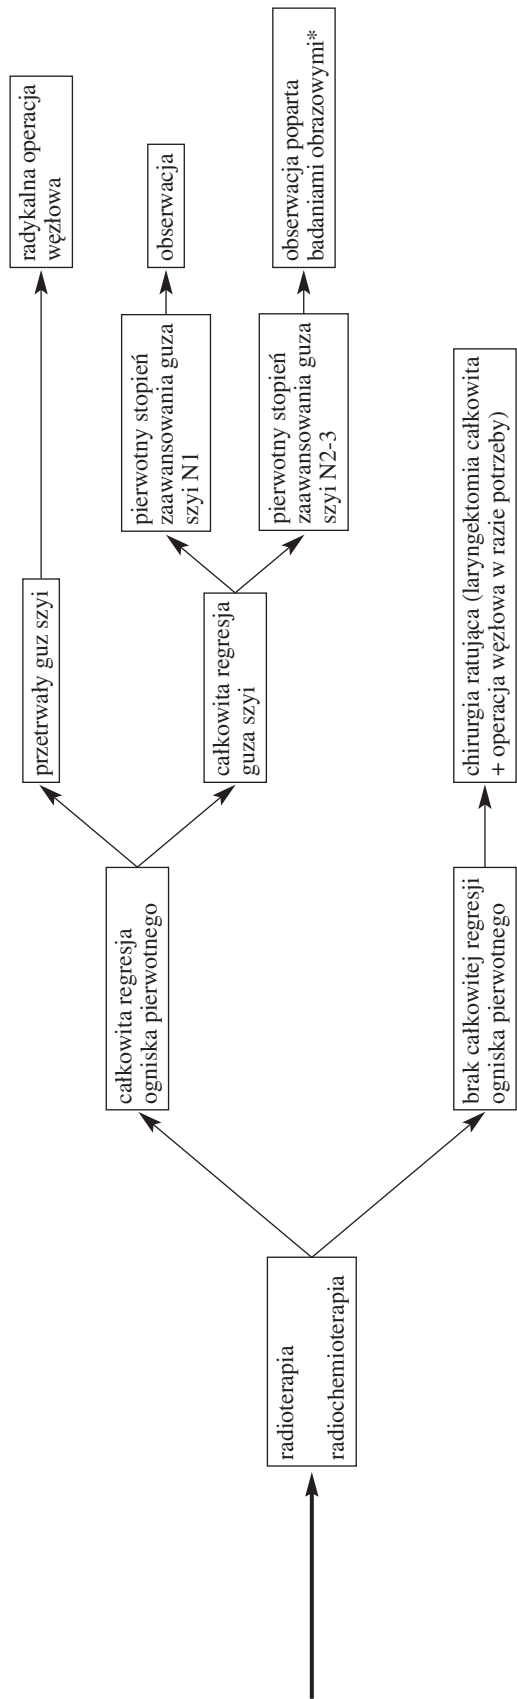 radioterapia
radiochemioterapia
całkowita regresja
ogniska pierwotnego
przetrwały guz szyi
radykalna operacja
węzłowa
całkowita regresja
guza szyi
pierwotny stopień
zaawansowania guza
szyi N1
obserwacja
pierwotny stopień
zaawansowania guza
szyi N2-3
obserwacja poparta
badaniami obrazowymi*
brak całkowitej regresji
ogniska pierwotnego
chirurgia ratująca (laryngektomia całkowita
+ operacja węzłowa w razie potrzeby)